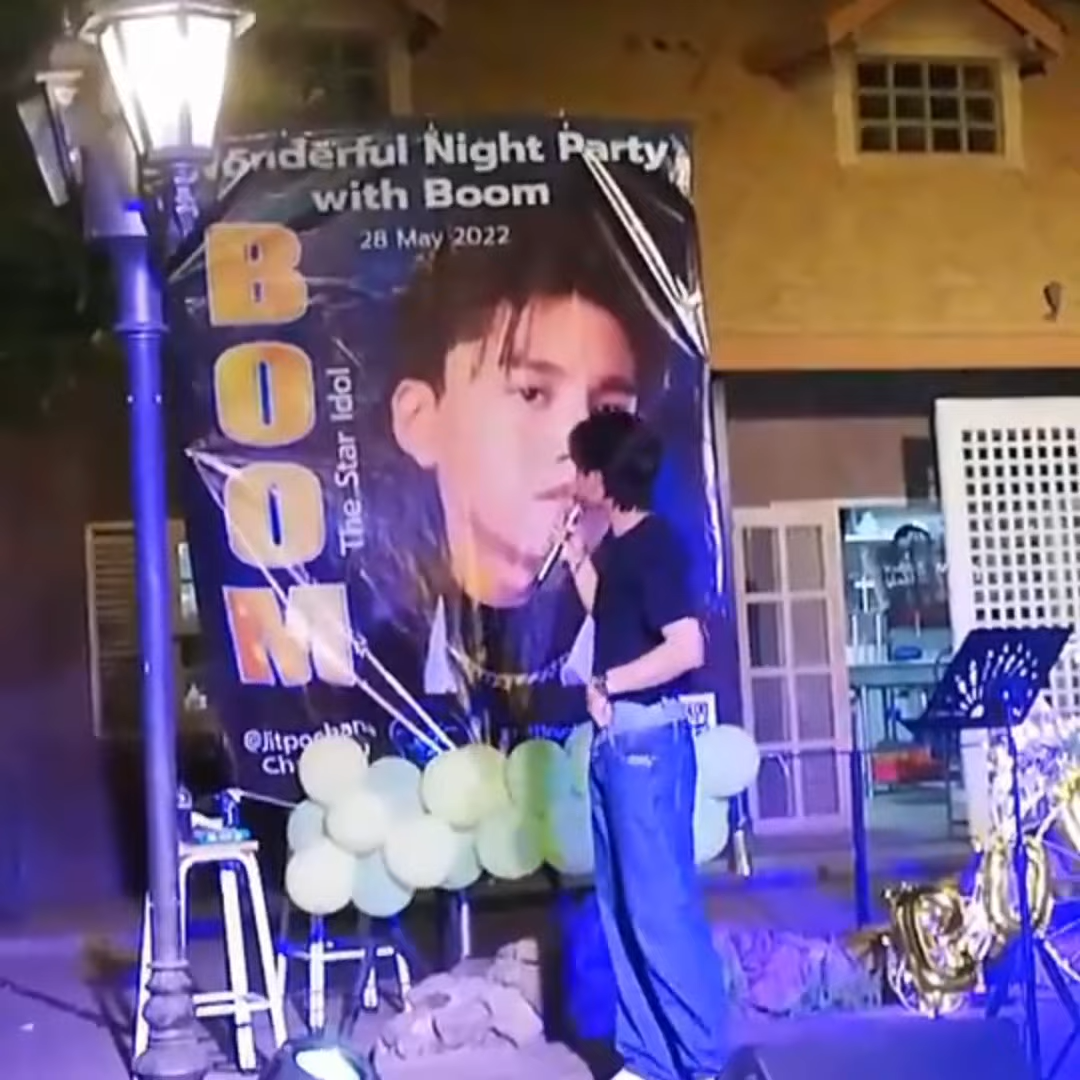 Wonderful Night Party
with Boom
28 May 2022
BOOM
The Star Idol